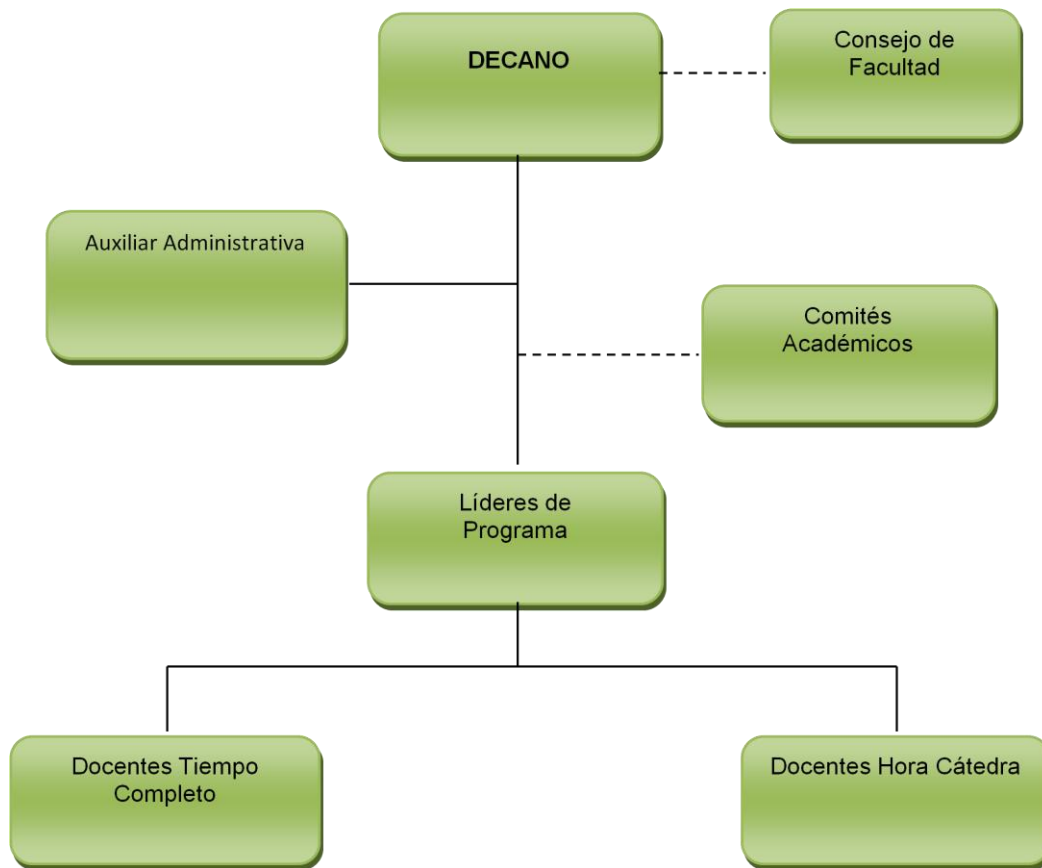 DECANO
Consejo de
Facultad
Auxiliar Administrativa
Comités
Académicos
Líderes de
Programa
Docentes Tiempo
Completo
Docentes Hora Cátedra